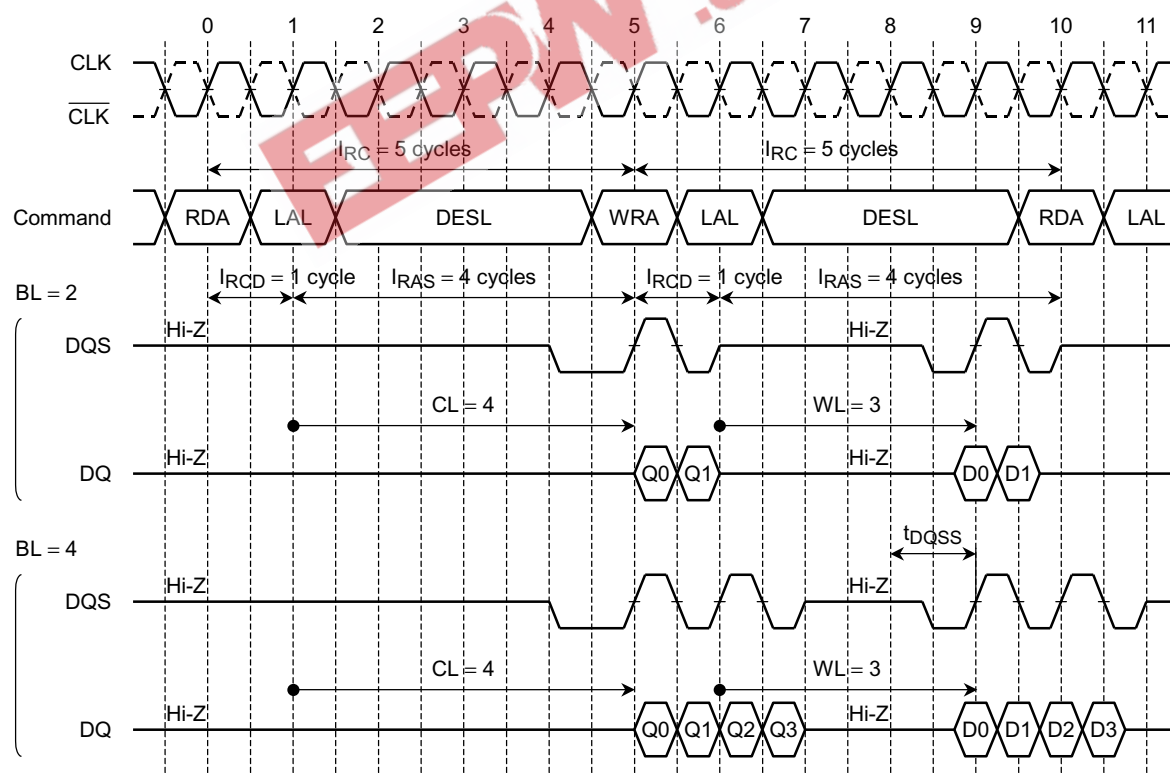 0 1 2 3 4 5 6 7 8 9 10 11
CLK
CLK
IRC = 5 cycles IRC = 5 cycles
Command RDA LAL DESL WRA LAL DESL RDA LAL
IRCD = 1 cycle IRAS = 4 cycles IRCD = 1 cycle IRAS = 4 cycles
BL = 2
Hi-Z Hi-Z
DQS
CL = 4 WL = 3
Hi-Z Hi-Z
DQ Q0 Q1 D0 D1
tDQSS
BL = 4
Hi-Z Hi-Z
DQS
CL = 4 WL = 3
Hi-Z Hi-Z
DQ Q0 Q1 Q2 Q3 D0 D1 D2 D3
EEPW